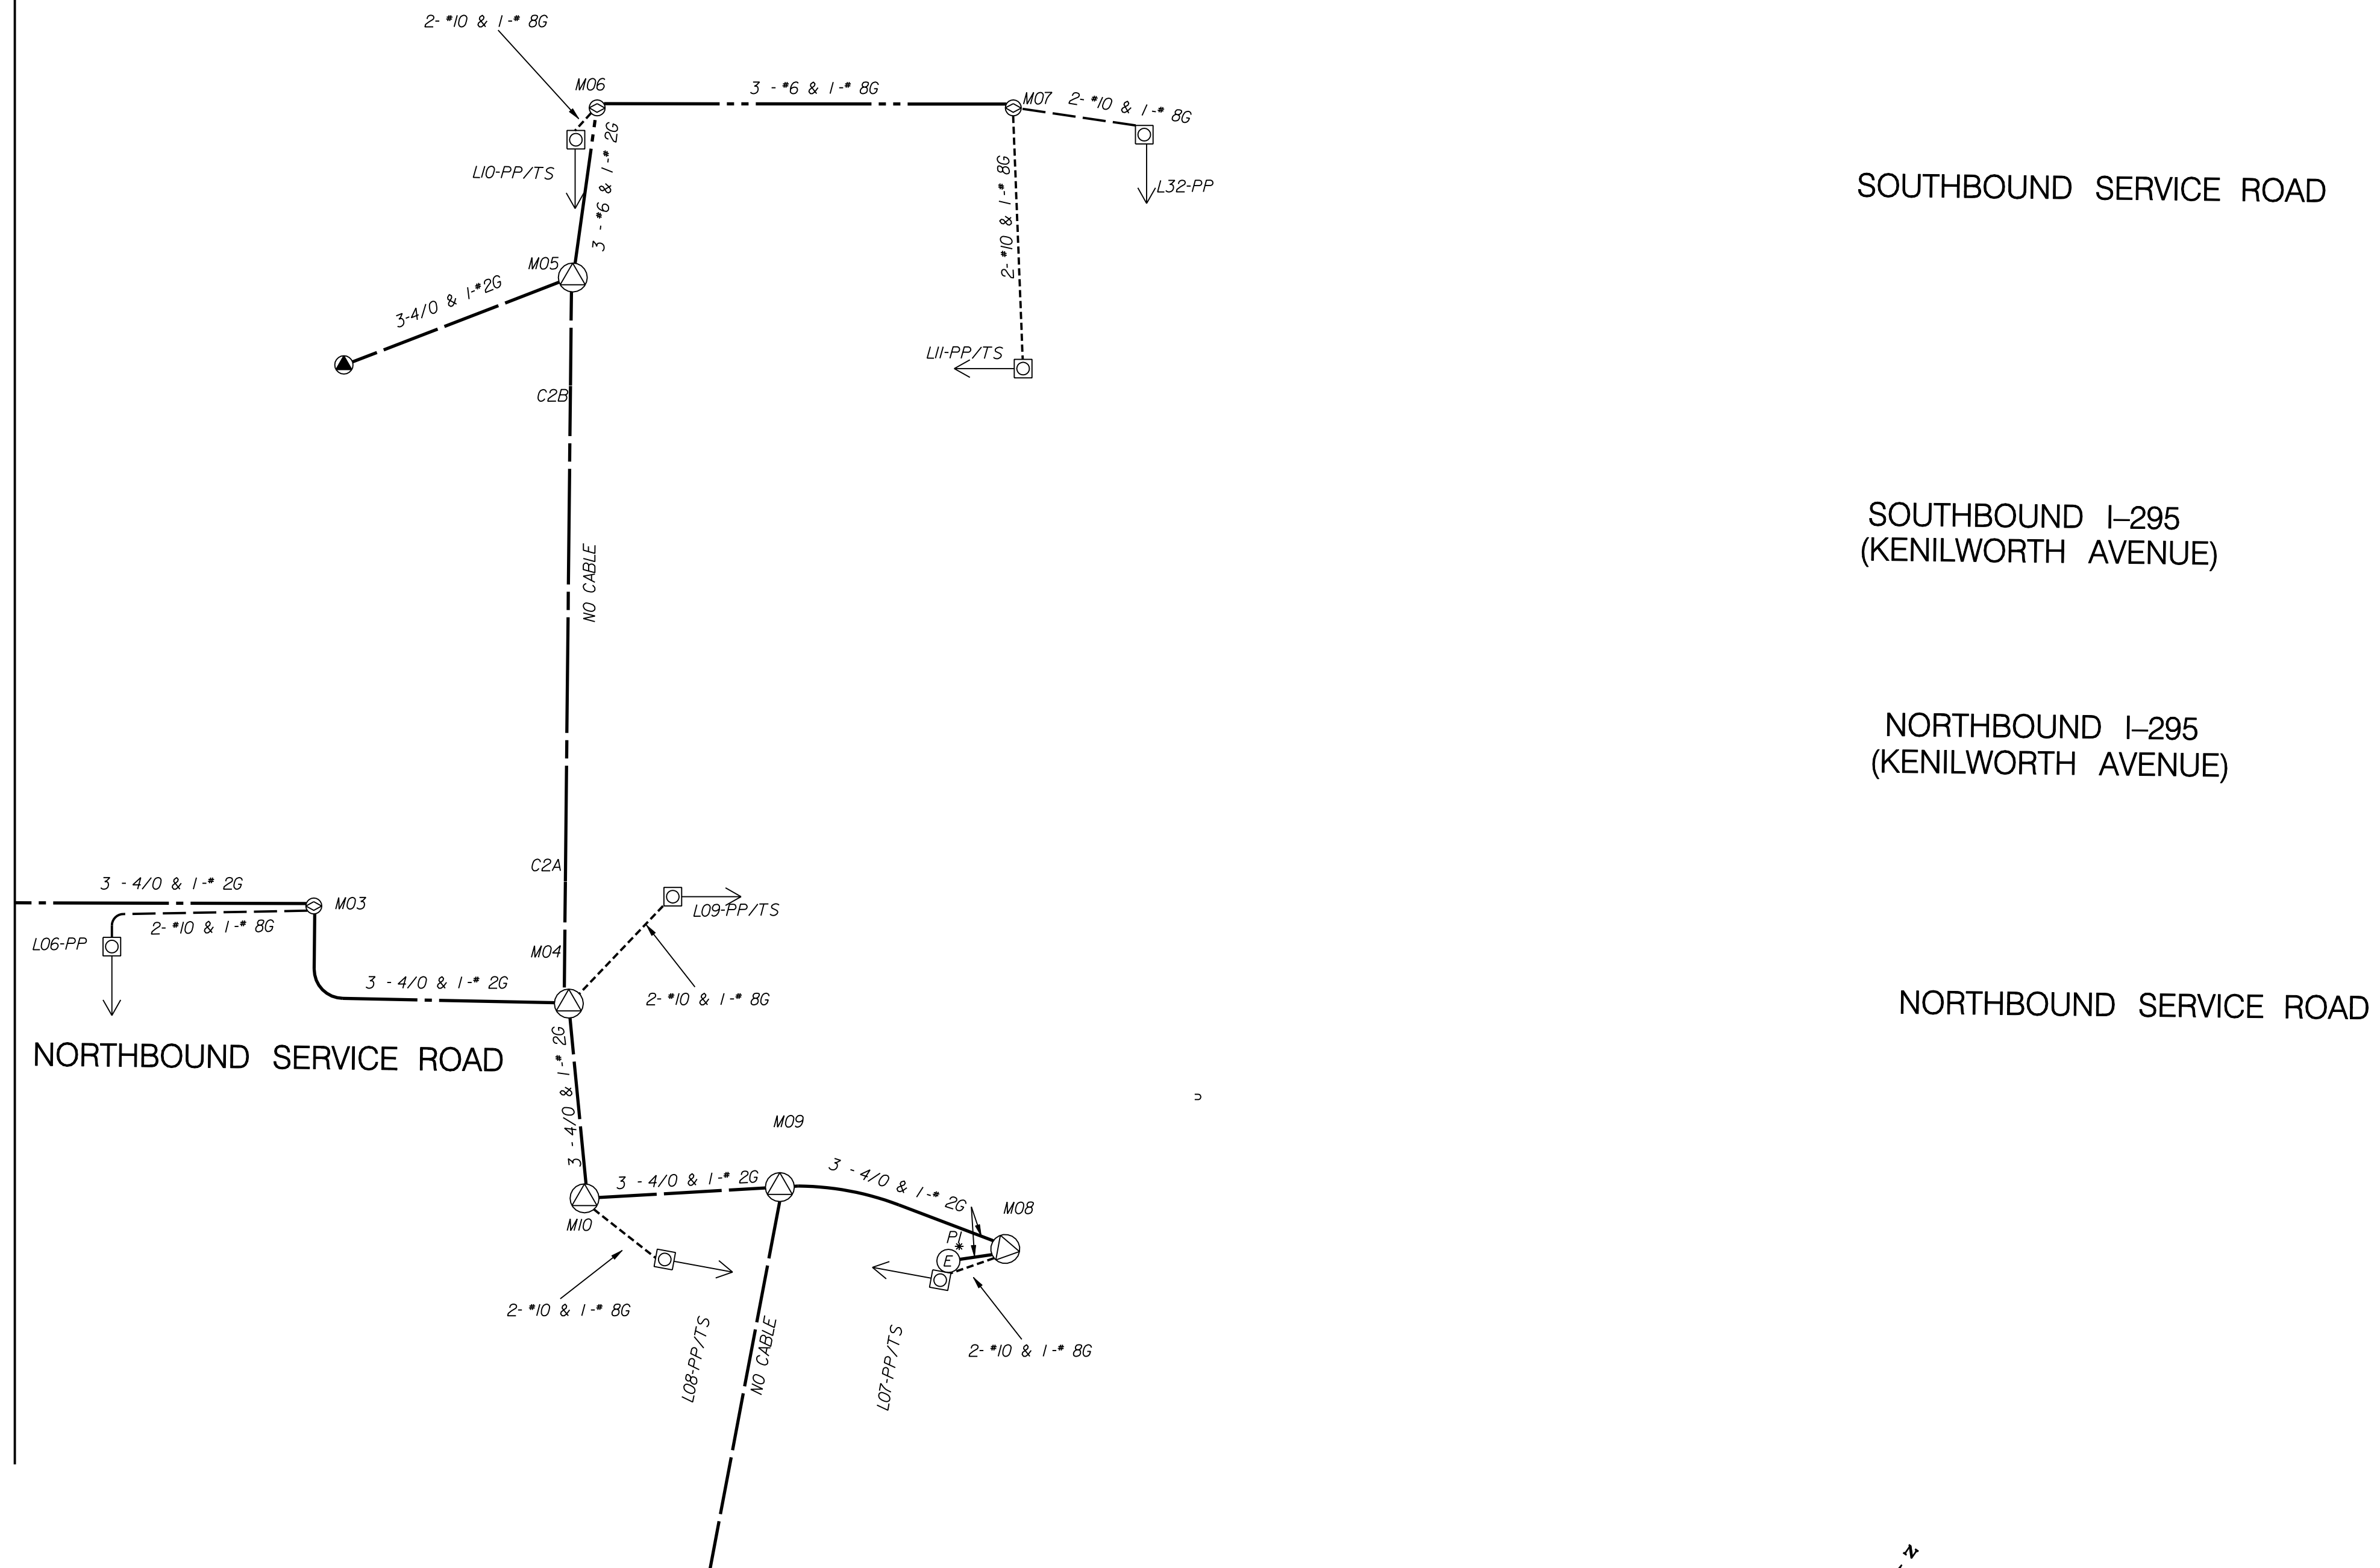 2- #10 & 1-# 8G
M06
3 - #6 & 1-# 8G
M07
2- #10 & 1-# 8G
L10-PP/TS
3 - #6 & 1-# 2G
2- #10 & 1-# 8G
L32-PP
SOUTHBOUND SERVICE ROAD
M05
3-4/0 & 1-#2G
L11-PP/TS
C2B
SOUTHBOUND I-295
(KENILWORTH AVENUE)
NO CABLE
NORTHBOUND I-295
(KENILWORTH AVENUE)
C2A
3 - 4/0 & 1-# 2G
M03
L09-PP/TS
2- #10 & 1-# 8G
L06-PP
M04
3 - 4/0 & 1-# 2G
2- #10 & 1-# 8G
NORTHBOUND SERVICE ROAD
NORTHBOUND SERVICE ROAD
3 - 4/0 & 1-# 2G
M09
3 - 4/0 & 1-# 2G
3 - 4/0 & 1-# 2G
M08
M10
P1
*
E
2- #10 & 1-# 8G
L08-PP/TS
NO CABLE
L07-PP/TS
2- #10 & 1-# 8G
N